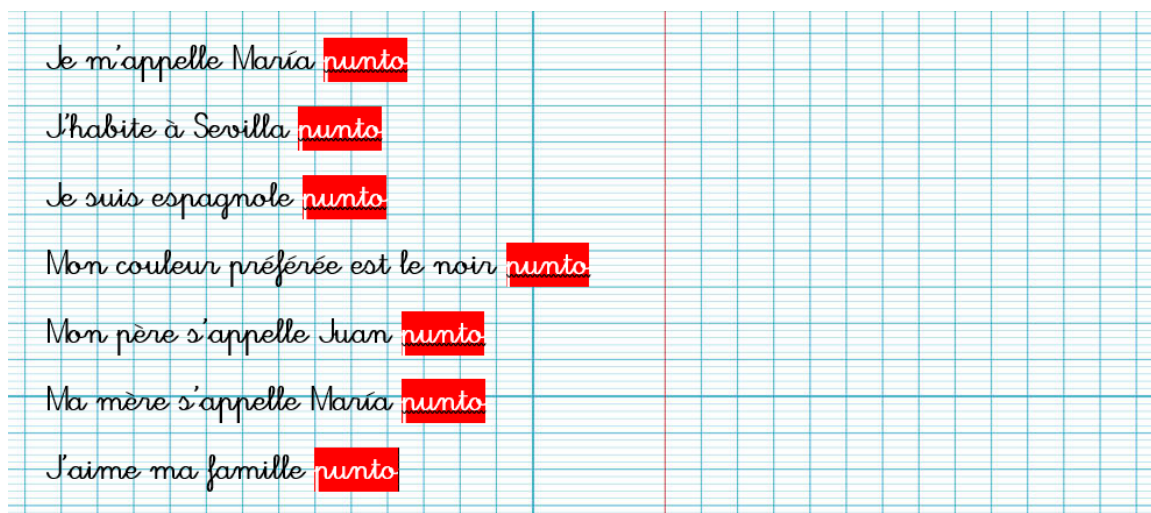 Je m'appelle María punto
J'habite à Sevilla punto
Je suis espagnole punto
Mon couleur préférée est le noir punto
Mon père s'appelle Juan punto
Ma mère s'appelle María punto
J'aime ma famille punto